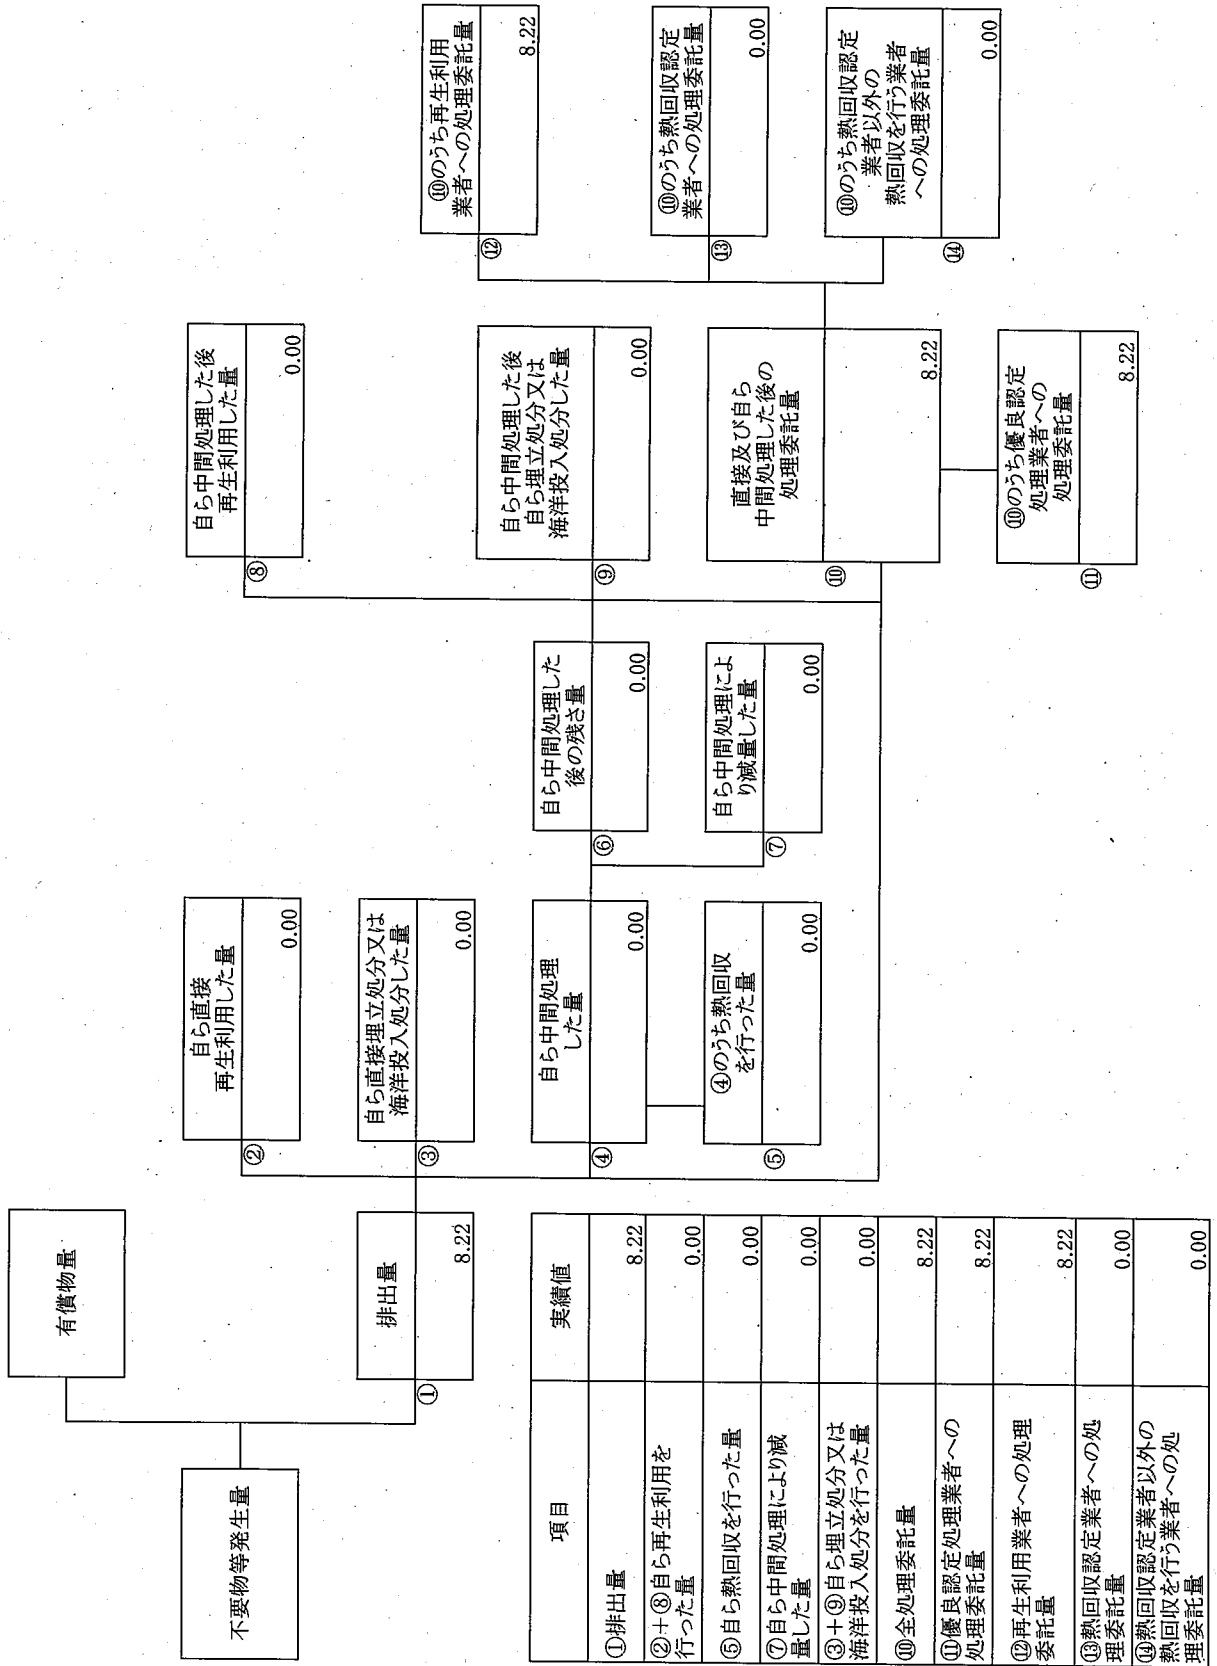 不要物等発生量
有償物量
排出量
①
8.22
自ら直接
再生利用した量
②
0.00
自ら直接埋立処分又は
海洋投入処分した量
③
0.00
自ら中間処理
した量
④
0.00
④のうち熱回収
を行った量
⑤
0.00
自ら中間処理した
後の残さ量
⑥
0.00
自ら中間処理によ
り減量した量
⑦
0.00
自ら中間処理した後
再生利用した量
⑧
0.00
自ら中間処理した後
自ら埋立処分又は
海洋投入処分した量
⑨
0.00
直接及び自ら
中間処理した後の
処理委託量
⑩
8.22
⑩のうち優良認定
処理業者への
処理委託量
⑪
8.22
⑩のうち再生利用
業者への処理委託量
⑫
8.22
⑩のうち熱回収認定
業者への処理委託量
⑬
0.00
⑩のうち熱回収認定
業者以外の
熱回収を行う業者
への処理委託量
⑭
0.00
項目 実績値
①排出量 8.22
②+⑧自ら再生利用を
行った量 0.00
⑤自ら熱回収を行った量 0.00
⑦自ら中間処理により減
量した量 0.00
③+⑨自ら埋立処分又は
海洋投入処分を行った量 0.00
⑩全処理委託量 8.22
⑪優良認定処理業者への
処理委託量 8.22
⑫再生利用業者への処理
委託量 8.22
⑬熱回収認定業者への処
理委託量 0.00
⑭熱回収認定業者以外の
熱回収を行う業者への処
理委託量 0.00